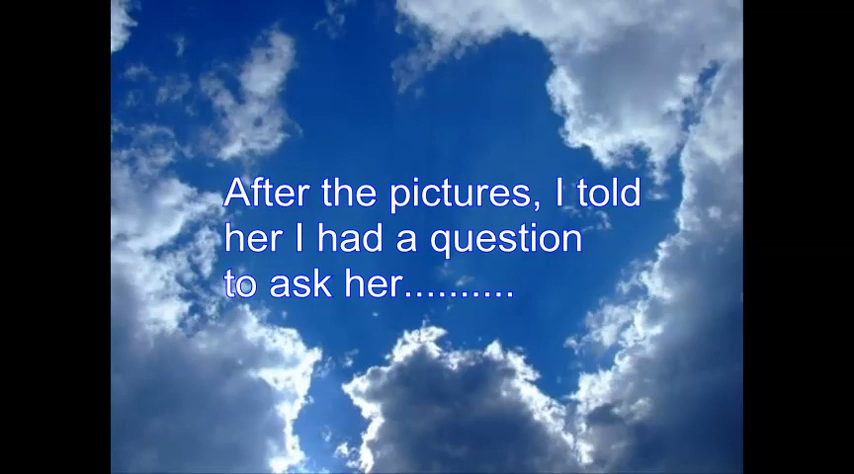 After the pictures, I told
her I had a question
to ask her..........